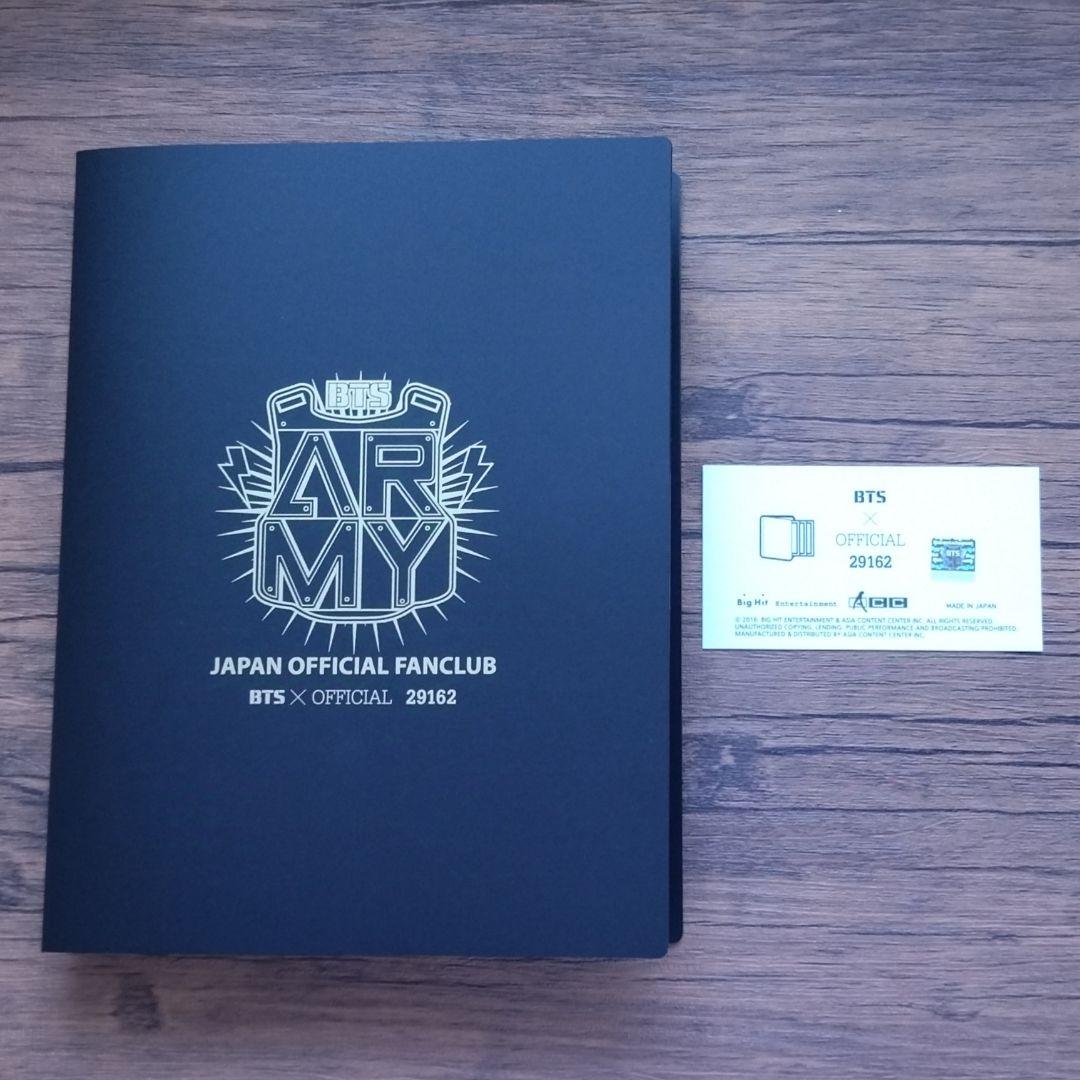 BTS
ARMY
JAPAN OFFICIAL FANCLUB
BTS × OFFICIAL 29162
BTS
×
OFFICIAL
29162
BTS
Big Hit Entertainment ACC MADE IN JAPAN
© 2016. BIG HIT ENTERTAINMENT & ASIA CONTENT CENTER INC. ALL RIGHTS RESERVED.
UNAUTHORIZED COPYING, LENDING, PUBLIC PERFORMANCE AND BROADCASTING PROHIBITED.
MANUFACTURED & DISTRIBUTED BY ASIA CONTENT CENTER INC.